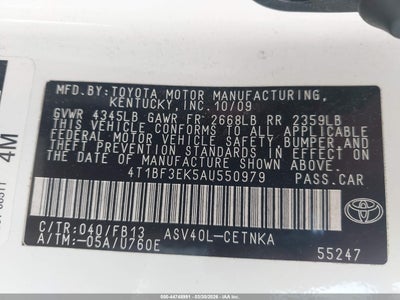 MFD.BY:TOYOTA MOTOR MANUFACTURING,
KENTUCKY,INC.10/09
GVWR 4345LB GAWR FR 2668LB RR 2359LB
THIS VEHICLE CONFORMS TO ALL APPLICABLE
FEDERAL MOTOR VEHICLE SAFETY, BUMPER,AND
THEFT PREVENTION STANDARDS IN EFFECT ON
THE DATE OF MANUFACTURE SHOWN ABOVE.
4T1BF3EK5AU550979
PASS.CAR
C/TR:040/FB13 ASV40L-CETNKA
A/TM:-05A/U760E
TOYOTA
55247
4M